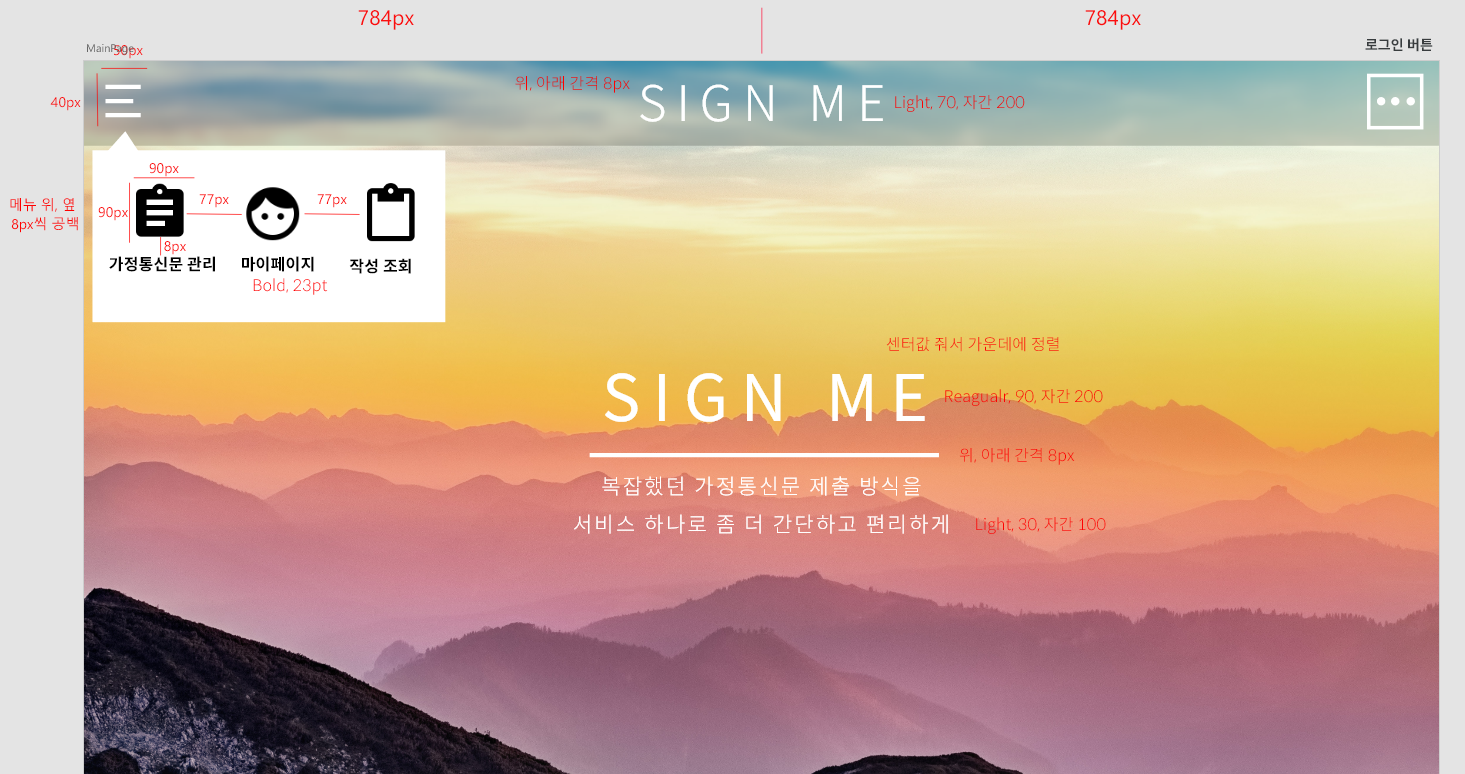 784px
784px
MainPage
50px
로그인 버튼
40px
위, 아래 간격 8px
SIGN ME
Light, 70, 자간 200
90px
메뉴 위, 옆
8px씩 공백
90px
77px
77px
8px
가정통신문 관리
마이페이지
작성 조회
Bold, 23pt
센터값 줘서 가운데에 정렬
SIGN ME
Reagualr, 90, 자간 200
위, 아래 간격 8px
복잡했던 가정통신문 제출 방식을
서비스 하나로 좀 더 간단하고 편리하게
Light, 30, 자간 100